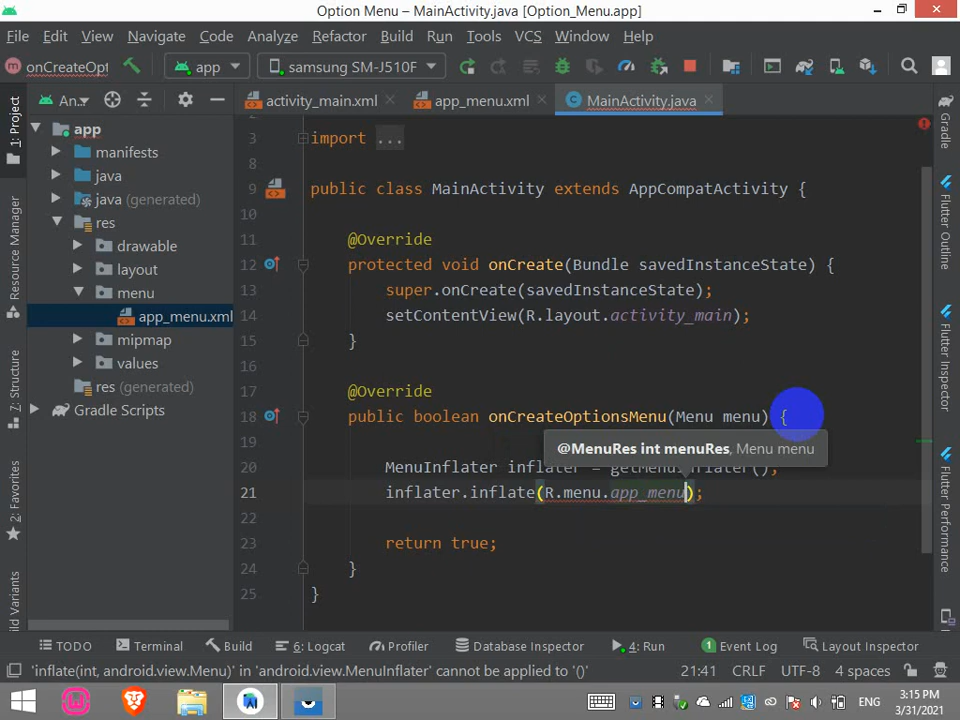 Option Menu – MainActivity.java [Option_Menu.app]
File Edit View Navigate Code Analyze Refactor Build Run Tools VCS Window Help
onCreateOpt app samsung SM-J510F
1: Project
Resource Manager
7: Structure
2: Favorites
ild Variants
An..
app
manifests
java
java (generated)
res
drawable
layout
menu
app_menu.xml
mipmap
values
res (generated)
Gradle Scripts
activity_main.xml app_menu.xml MainActivity.java
3 import ...
8
9 public class MainActivity extends AppCompatActivity {
10
11 @Override
12 protected void onCreate(Bundle savedInstanceState) {
13 super.onCreate(savedInstanceState);
14 setContentView(R.layout.activity_main);
15 }
16
17 @Override
18 public boolean onCreateOptionsMenu(Menu menu) {
19
@MenuRes int menuRes, Menu menu
20 MenuInflater inflater = getMenuInflater();
21 inflater.inflate(R.menu.app_menu);
22
23 return true;
24 }
25 }
Gradle
Flutter Outline
Flutter Inspector
Flutter Performance
TODO Terminal Build 6: Logcat Profiler Database Inspector 4: Run 1 Event Log Layout Inspector
'inflate(int, android.view.Menu)' in 'android.view.MenuInflater' cannot be applied to '()' 21:41 CRLF UTF-8 4 spaces
ENG
3:15 PM
3/31/2021